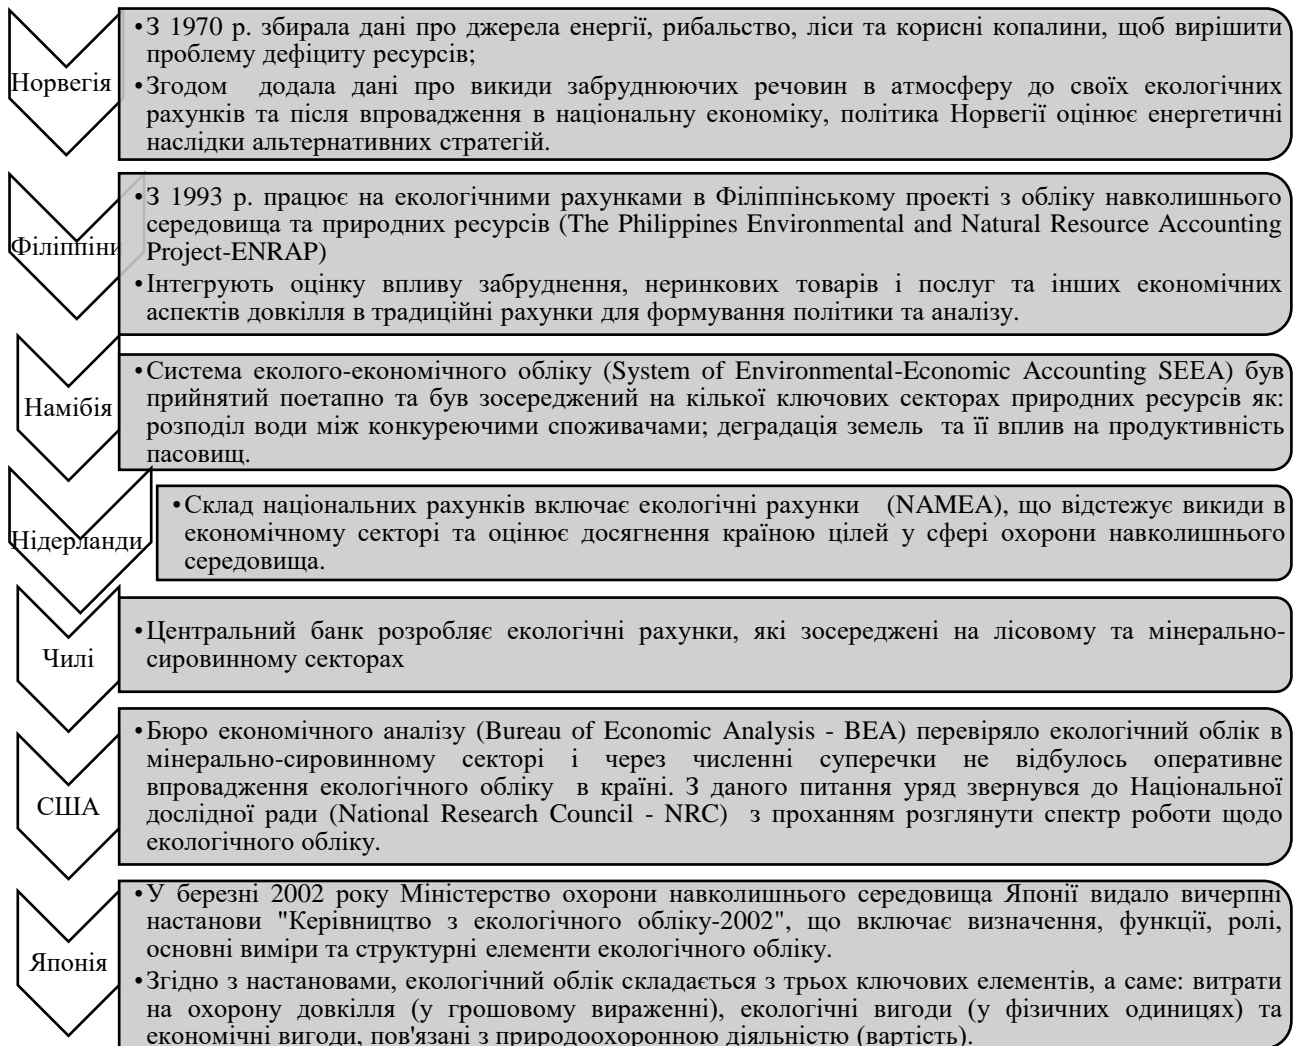 Норвегія
•З 1970 р. збирала дані про джерела енергії, рибальство, ліси та корисні копалини, щоб вирішити
проблему дефіциту ресурсів;
•Згодом додала дані про викиди забруднюючих речовин в атмосферу до своїх екологічних
рахунків та після впровадження в національну економіку, політика Норвегії оцінює енергетичні
наслідки альтернативних стратегій.
Філіппіни
•З 1993 р. працює на екологічними рахунками в Філіппінському проекті з обліку навколишнього
середовища та природних ресурсів (The Philippines Environmental and Natural Resource Accounting
Project-ENRAP)
•Інтегрують оцінку впливу забруднення, неринкових товарів і послуг та інших економічних
аспектів довкілля в традиційні рахунки для формування політики та аналізу.
Намібія
•Система еколого-економічного обліку (System of Environmental-Economic Accounting SEEA) був
прийнятий поетапно та був зосереджений на кілької ключових секторах природних ресурсів як:
розподіл води між конкуреючими споживачами; деградація земель та її вплив на продуктивність
пасовищ.
Нідерланди
•Склад національних рахунків включає екологічні рахунки (NAMEA), що відстежує викиди в
економічному секторі та оцінює досягнення країною цілей у сфері охорони навколишнього
середовища.
Чилі
•Центральний банк розробляє екологічні рахунки, які зосереджені на лісовому та мінерально-
сировинному секторах
США
•Бюро економічного аналізу (Bureau of Economic Analysis - BEA) перевіряло екологічний облік в
мінерально-сировинному секторі і через численні суперечки не відбулось оперативне
впровадження екологічного обліку в країні. З даного питання уряд звернувся до Національної
дослідної ради (National Research Council - NRC) з проханням розглянути спектр роботи щодо
екологічного обліку.
Японія
•У березні 2002 року Міністерство охорони навколишнього середовища Японії видало вичерпні
настанови "Керівництво з екологічного обліку-2002", що включає визначення, функції, ролі,
основні виміри та структурні елементи екологічного обліку.
•Згідно з настановами, екологічний облік складається з трьох ключових елементів, а саме: витрати
на охорону довкілля (у грошовому вираженні), екологічні вигоди (у фізичних одиницях) та
економічні вигоди, пов'язані з природоохоронною діяльністю (вартість).